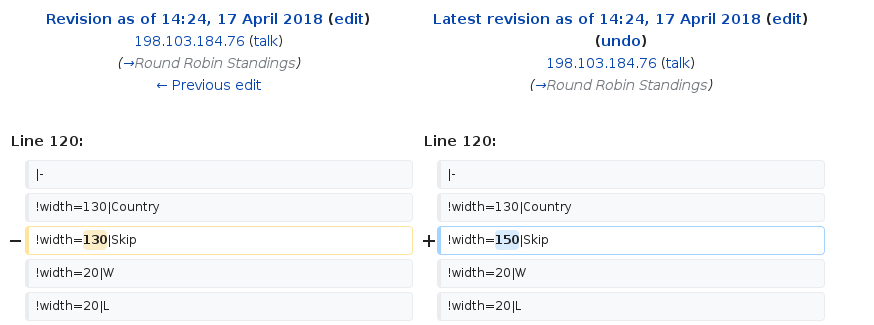 Revision as of 14:24, 17 April 2018 (edit)
198.103.184.76 (talk)
(→Round Robin Standings)
← Previous edit
Latest revision as of 14:24, 17 April 2018 (edit)
(undo)
198.103.184.76 (talk)
(→Round Robin Standings)
Line 120:
Line 120:
|-
|-
!width=130|Country
!width=130|Country
− !width=130|Skip
+ !width=150|Skip
!width=20|W
!width=20|W
!width=20|L
!width=20|L